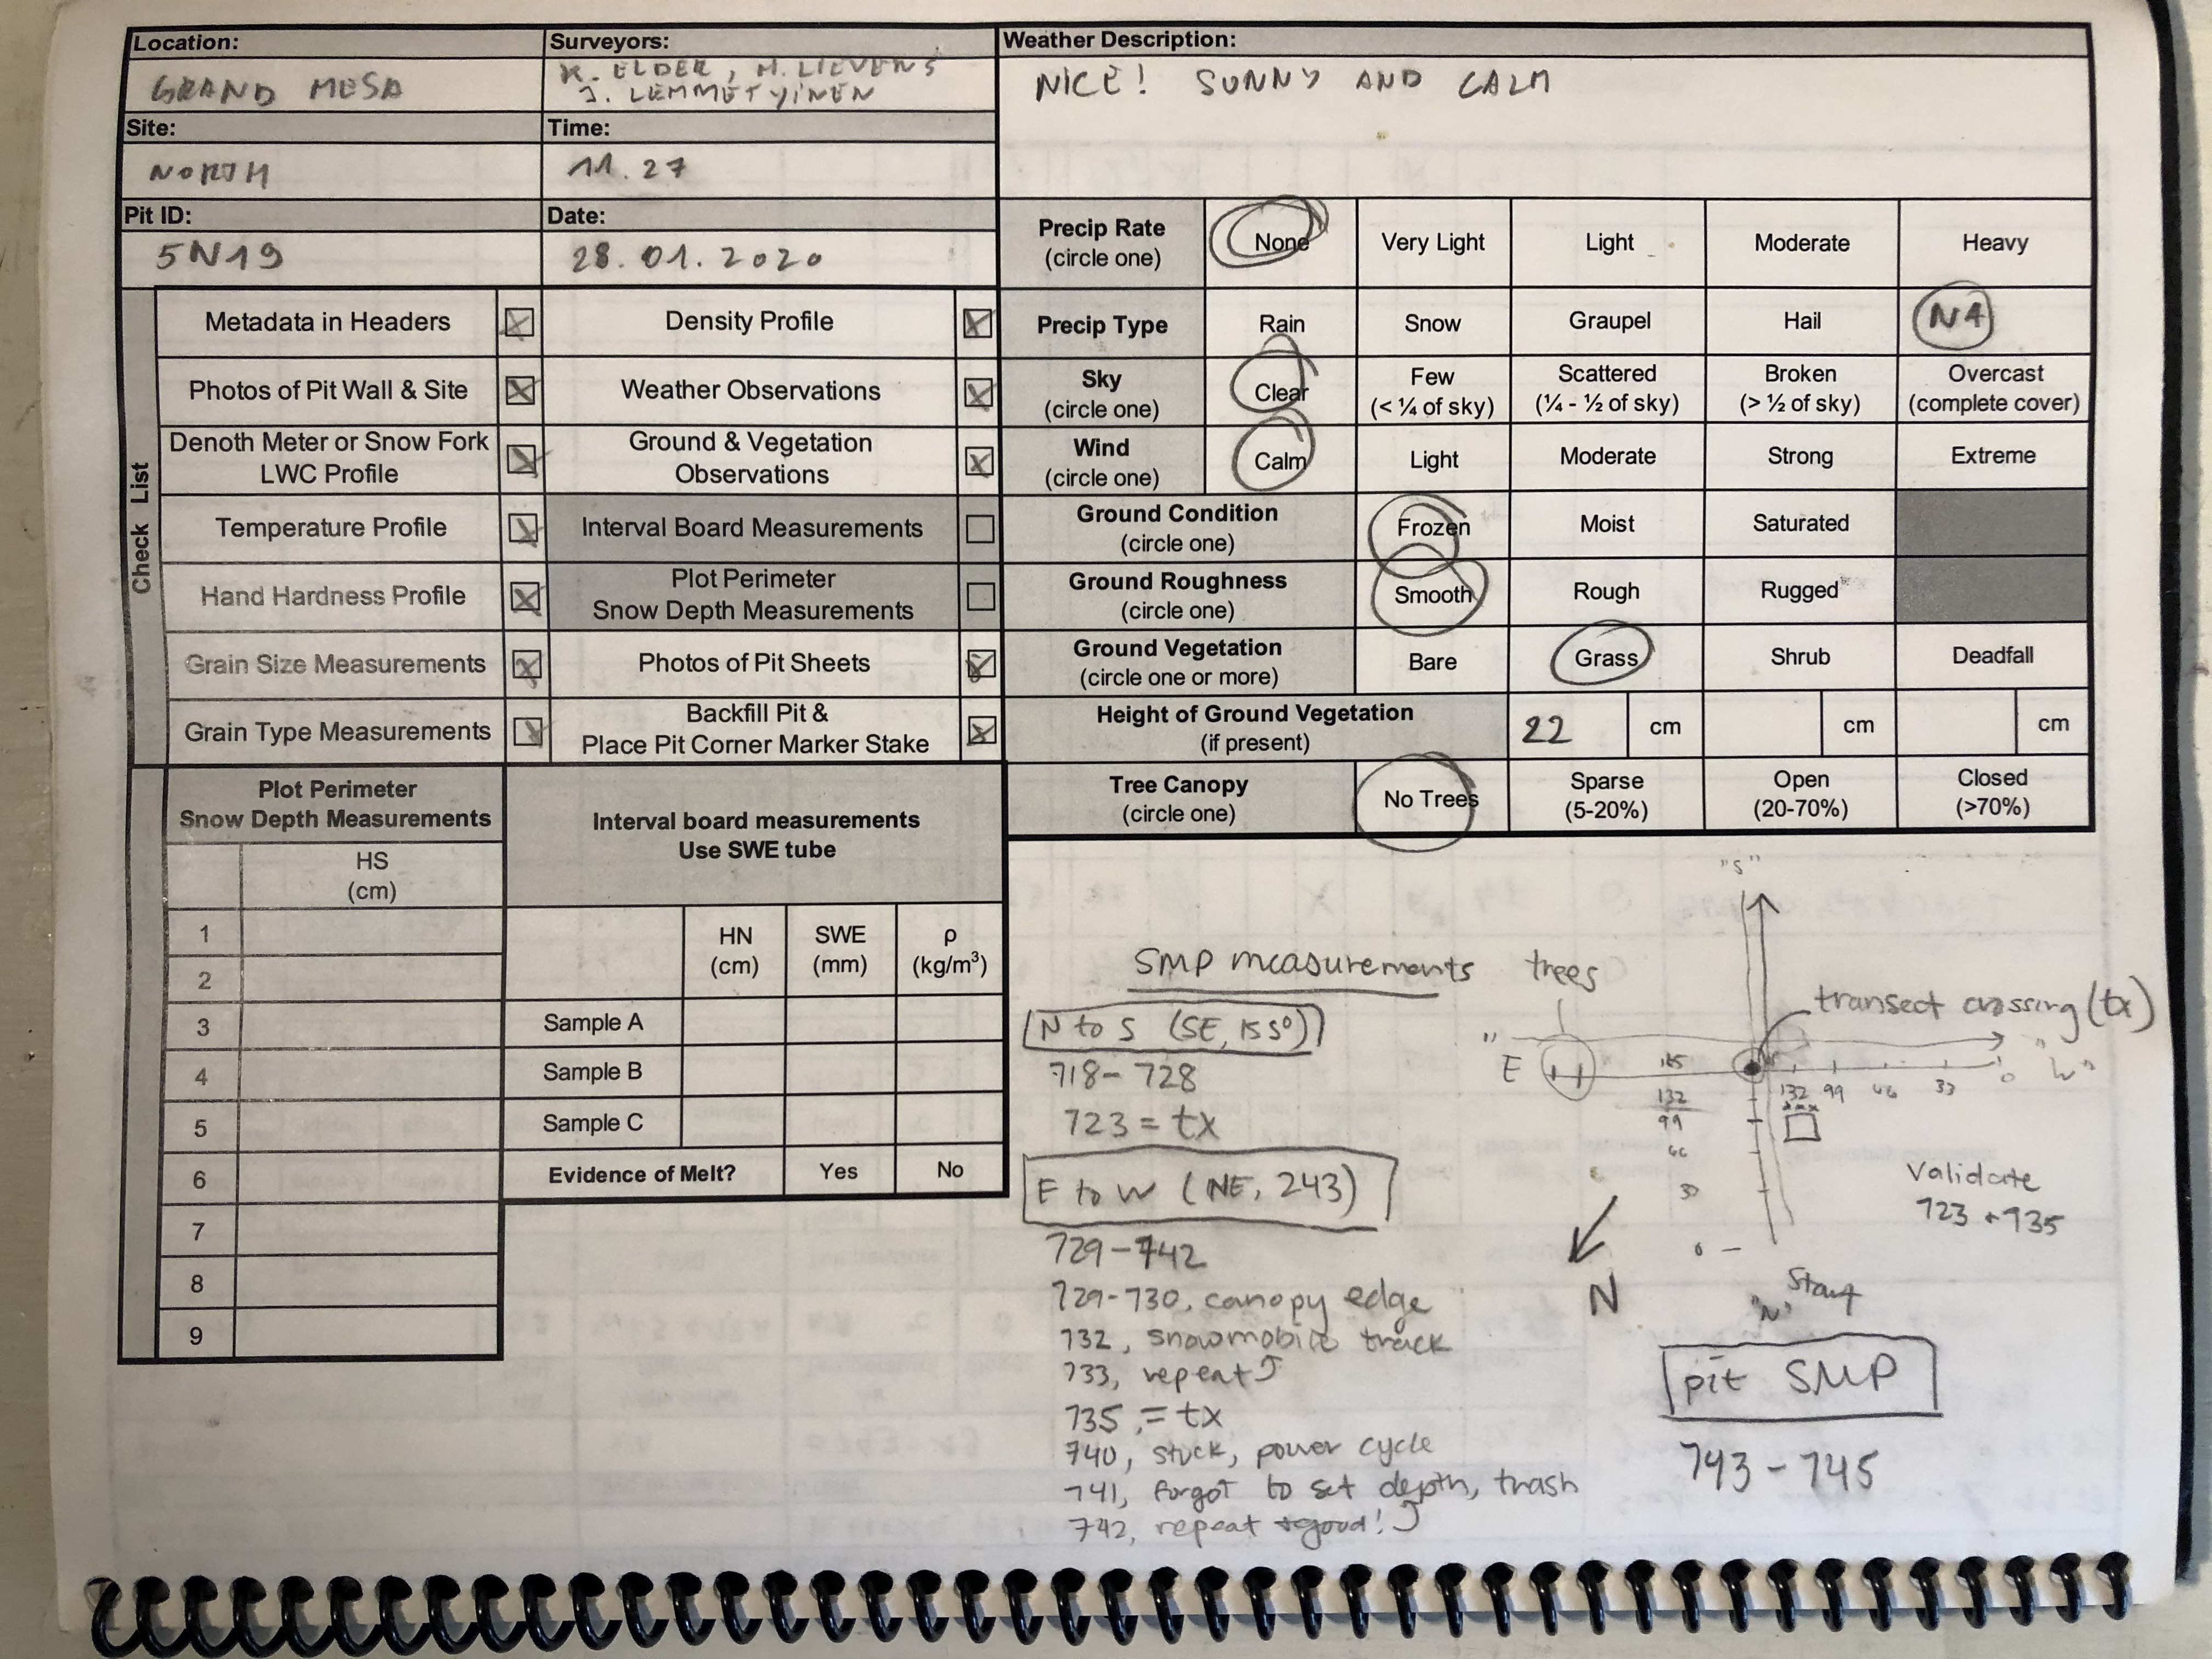 Location:
GRAND MESA
Surveyors:
K. ELDER, H. LIEVENS
J. LEMMETYINEN
Weather Description:
NICE! SUNNY AND CALM
Site:
NORTH
Time:
11.27
Pit ID:
5N19
Date:
28.01.2020
Check List
Metadata in Headers
Density Profile
Photos of Pit Wall & Site
Weather Observations
Denoth Meter or Snow Fork
LWC Profile
Ground & Vegetation
Observations
Temperature Profile
Interval Board Measurements
Hand Hardness Profile
Plot Perimeter
Snow Depth Measurements
Grain Size Measurements
Photos of Pit Sheets
Grain Type Measurements
Backfill Pit &
Place Pit Corner Marker Stake
Precip Rate
(circle one)
None
Very Light
Light
Moderate
Heavy
Precip Type
Rain
Snow
Graupel
Hail
NA
Sky
(circle one)
Clear
Few
(< ¼ of sky)
Scattered
(¼ - ½ of sky)
Broken
(> ½ of sky)
Overcast
(complete cover)
Wind
(circle one)
Calm
Light
Moderate
Strong
Extreme
Ground Condition
(circle one)
Frozen
Moist
Saturated
Ground Roughness
(circle one)
Smooth
Rough
Rugged
Ground Vegetation
(circle one or more)
Bare
Grass
Shrub
Deadfall
Height of Ground Vegetation
(if present)
22
cm
cm
cm
Tree Canopy
(circle one)
No Trees
Sparse
(5-20%)
Open
(20-70%)
Closed
(>70%)
Plot Perimeter
Snow Depth Measurements
HS
(cm)
1
2
3
4
5
6
7
8
9
Interval board measurements
Use SWE tube
HN
(cm)
SWE
(mm)
ρ
(kg/m³)
Sample A
Sample B
Sample C
Evidence of Melt?
Yes
No
SMP measurements
N to S (SE, 155°)
718-728
723 = tx
E to W (NE, 243)
729-742
729-730, canopy edge
732, snowmobile track
733, repeat
735, = tx
740, stuck, power cycle
741, forgot to set depth, trash
742, repeat good!
"S"
trees
transect crossing (tx)
" E
"W"
165
132
99
66
33
0
132 99 66 33 0
Validate
723 + 735
N
Start
"N"
pit SMP
743-745